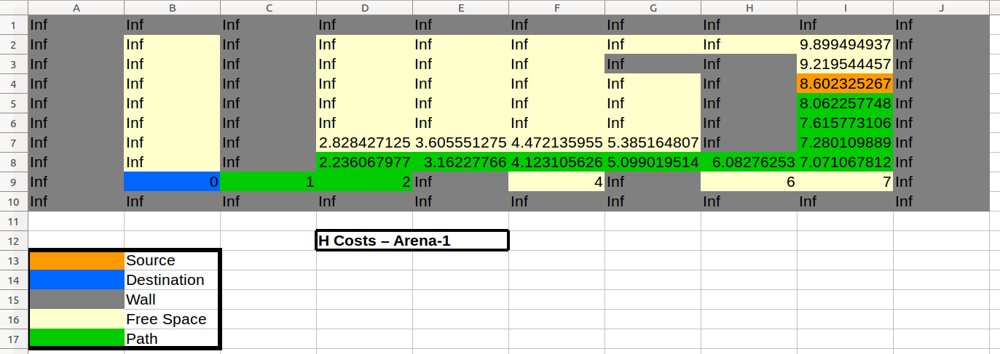 A B C D E F G H I J
1 Inf Inf Inf Inf Inf Inf Inf Inf Inf Inf
2 Inf Inf Inf Inf Inf Inf Inf Inf 9.899494937 Inf
3 Inf Inf Inf Inf Inf Inf Inf Inf 9.219544457 Inf
4 Inf Inf Inf Inf Inf Inf Inf Inf 8.602325267 Inf
5 Inf Inf Inf Inf Inf Inf Inf Inf 8.062257748 Inf
6 Inf Inf Inf Inf Inf Inf Inf Inf 7.615773106 Inf
7 Inf Inf Inf 2.828427125 3.605551275 4.472135955 5.385164807 Inf 7.280109889 Inf
8 Inf Inf Inf 2.236067977 3.16227766 4.123105626 5.099019514 6.08276253 7.071067812 Inf
9 Inf 0 1 2 Inf 4 Inf 6 7 Inf
10 Inf Inf Inf Inf Inf Inf Inf Inf Inf Inf
11
12 H Costs – Arena-1
13 Source
14 Destination
15 Wall
16 Free Space
17 Path